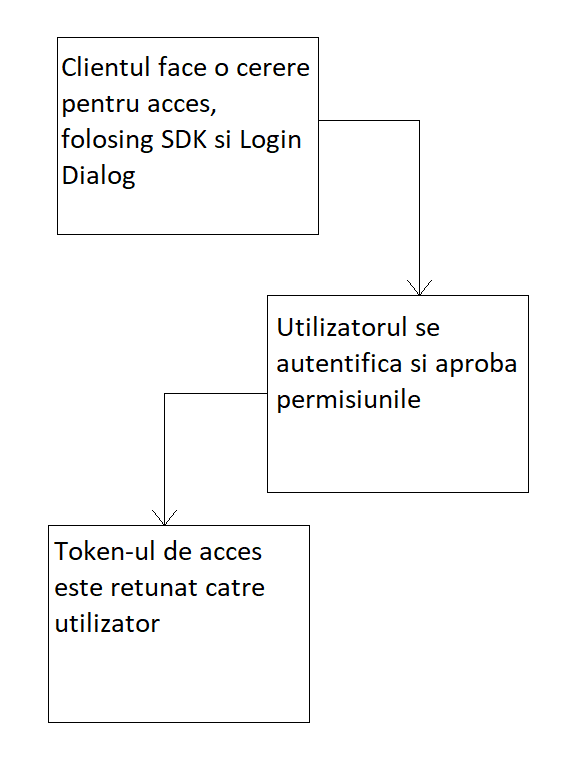 Clientul face o cerere
pentru acces,
folosing SDK si Login
Dialog
Utilizatorul se
autentifica si aproba
permisiunile
Token-ul de acces
este retunat catre
utilizator